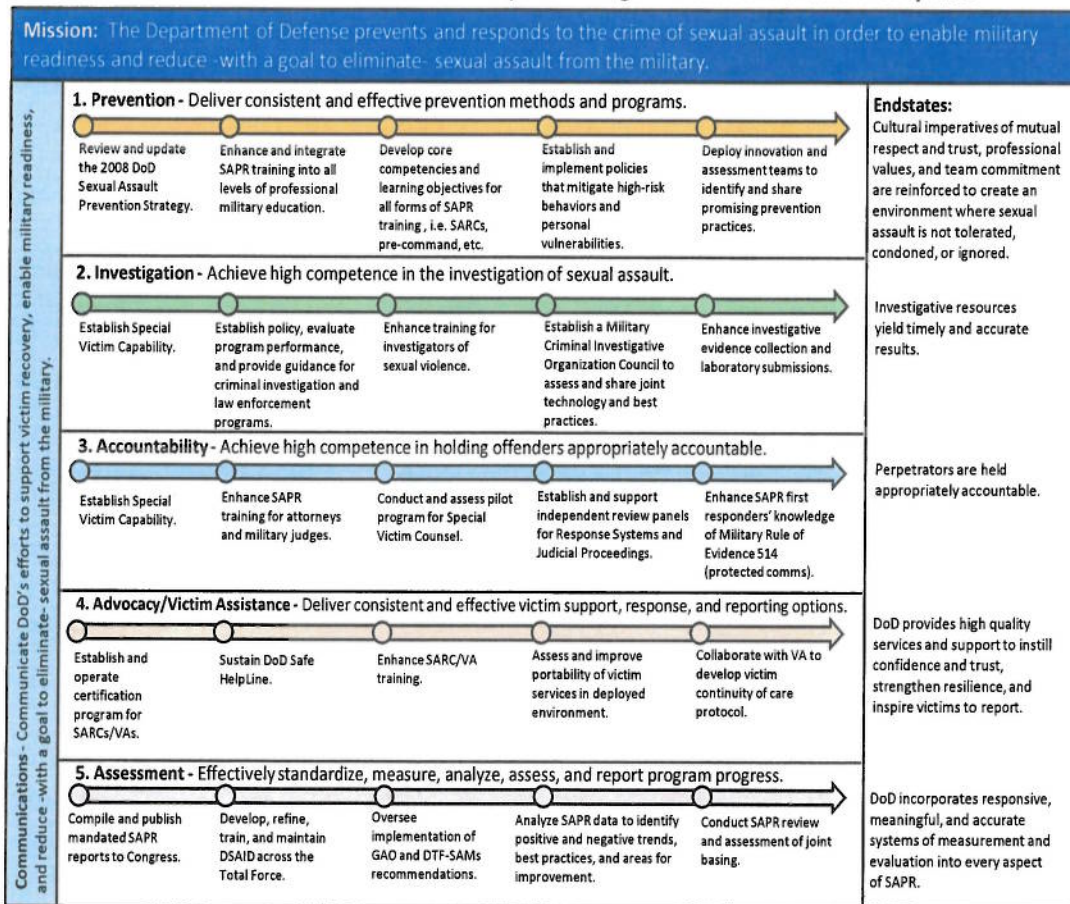 Mission: The Department of Defense prevents and responds to the crime of sexual assault in order to enable military
readiness and reduce -with a goal to eliminate- sexual assault from the military.
Communications - Communicate DoD's efforts to support victim recovery, enable military readiness,
and reduce -with a goal to eliminate- sexual assault from the military.
1. Prevention - Deliver consistent and effective prevention methods and programs.
Review and update
the 2008 DoD
Sexual Assault
Prevention Strategy.
Enhance and integrate
SAPR training into all
levels of professional
military education.
Develop core
competencies and
learning objectives for
all forms of SAPR
training , i.e. SARCs,
pre-command, etc.
Establish and
implement policies
that mitigate high-risk
behaviors and
personal
vulnerabilities.
Deploy innovation and
assessment teams to
identify and share
promising prevention
practices.
Endstates:
Cultural imperatives of mutual
respect and trust, professional
values, and team commitment
are reinforced to create an
environment where sexual
assault is not tolerated,
condoned, or ignored.
2. Investigation - Achieve high competence in the investigation of sexual assault.
Establish Special
Victim Capability.
Establish policy, evaluate
program performance,
and provide guidance for
criminal investigation and
law enforcement
programs.
Enhance training for
investigators of
sexual violence.
Establish a Military
Criminal Investigative
Organization Council to
assess and share joint
technology and best
practices.
Enhance investigative
evidence collection and
laboratory submissions.
Investigative resources
yield timely and accurate
results.
3. Accountability - Achieve high competence in holding offenders appropriately accountable.
Establish Special
Victim Capability.
Enhance SAPR
training for attorneys
and military judges.
Conduct and assess pilot
program for Special
Victim Counsel.
Establish and support
independent review panels
for Response Systems and
Judicial Proceedings.
Enhance SAPR first
responders' knowledge
of Military Rule of
Evidence 514
(protected comms).
Perpetrators are held
appropriately accountable.
4. Advocacy/Victim Assistance - Deliver consistent and effective victim support, response, and reporting options.
Establish and
operate
certification
program for
SARCs/VAs.
Sustain DoD Safe
HelpLine.
Enhance SARC/VA
training.
Assess and improve
portability of victim
services in deployed
environment.
Collaborate with VA to
develop victim
continuity of care
protocol.
DoD provides high quality
services and support to instill
confidence and trust,
strengthen resilience, and
inspire victims to report.
5. Assessment - Effectively standardize, measure, analyze, assess, and report program progress.
Compile and publish
mandated SAPR
reports to Congress.
Develop, refine,
train, and maintain
DSAID across the
Total Force.
Oversee
implementation of
GAO and DTF-SAMs
recommendations.
Analyze SAPR data to identify
positive and negative trends,
best practices, and areas for
improvement.
Conduct SAPR review
and assessment of joint
basing.
DoD incorporates responsive,
meaningful, and accurate
systems of measurement and
evaluation into every aspect
of SAPR.